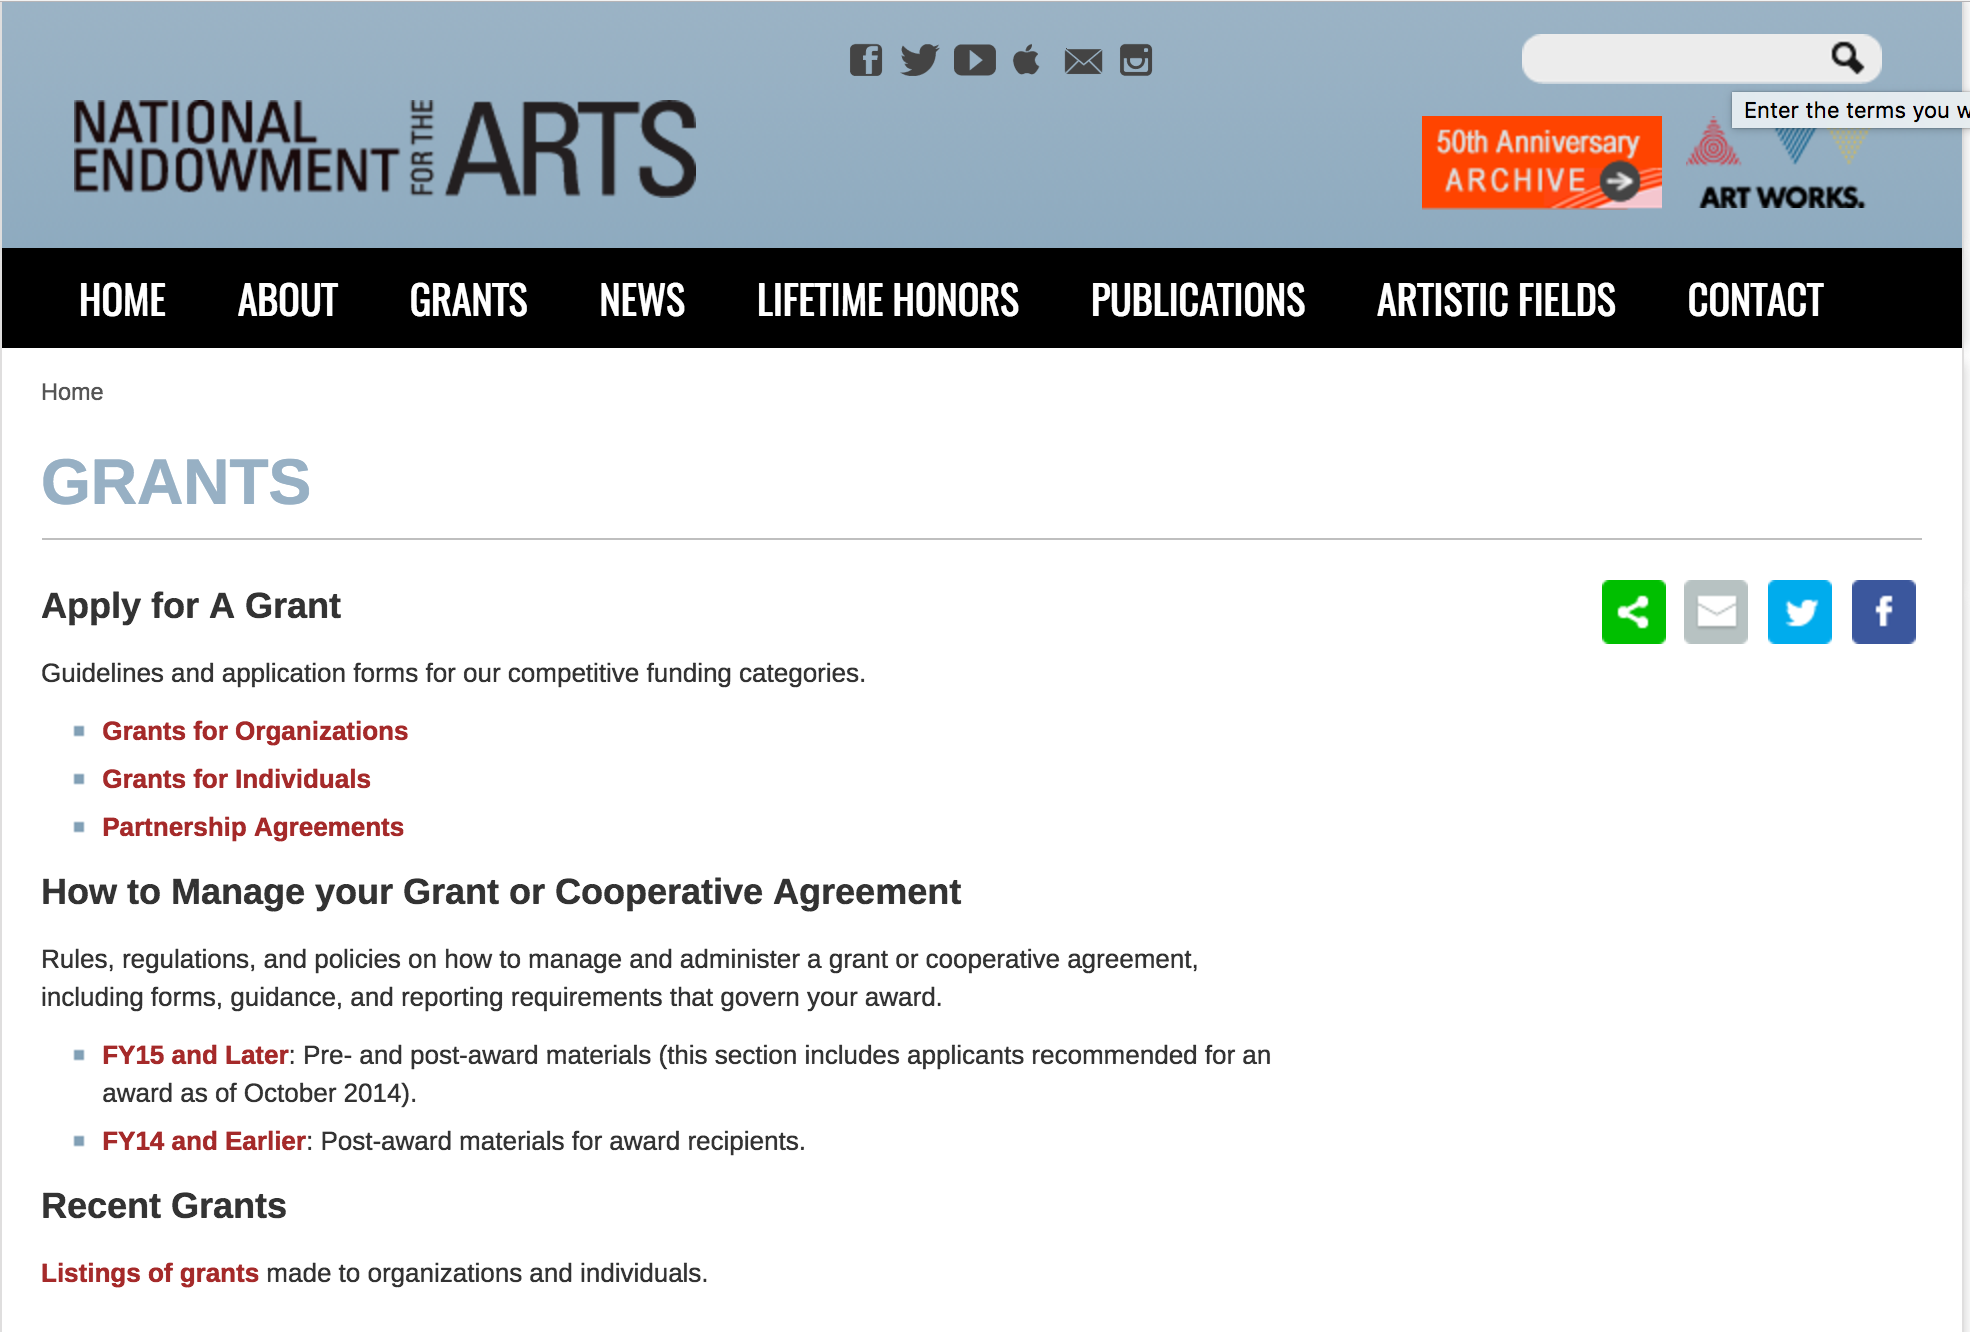 Enter the terms you w
NATIONAL
ENDOWMENT
FOR THE
ARTS
50th Anniversary
ARCHIVE
ART WORKS.
HOME ABOUT GRANTS NEWS LIFETIME HONORS PUBLICATIONS ARTISTIC FIELDS CONTACT
Home
GRANTS
Apply for A Grant
Guidelines and application forms for our competitive funding categories.
Grants for Organizations
Grants for Individuals
Partnership Agreements
How to Manage your Grant or Cooperative Agreement
Rules, regulations, and policies on how to manage and administer a grant or cooperative agreement,
including forms, guidance, and reporting requirements that govern your award.
FY15 and Later: Pre- and post-award materials (this section includes applicants recommended for an
award as of October 2014).
FY14 and Earlier: Post-award materials for award recipients.
Recent Grants
Listings of grants made to organizations and individuals.